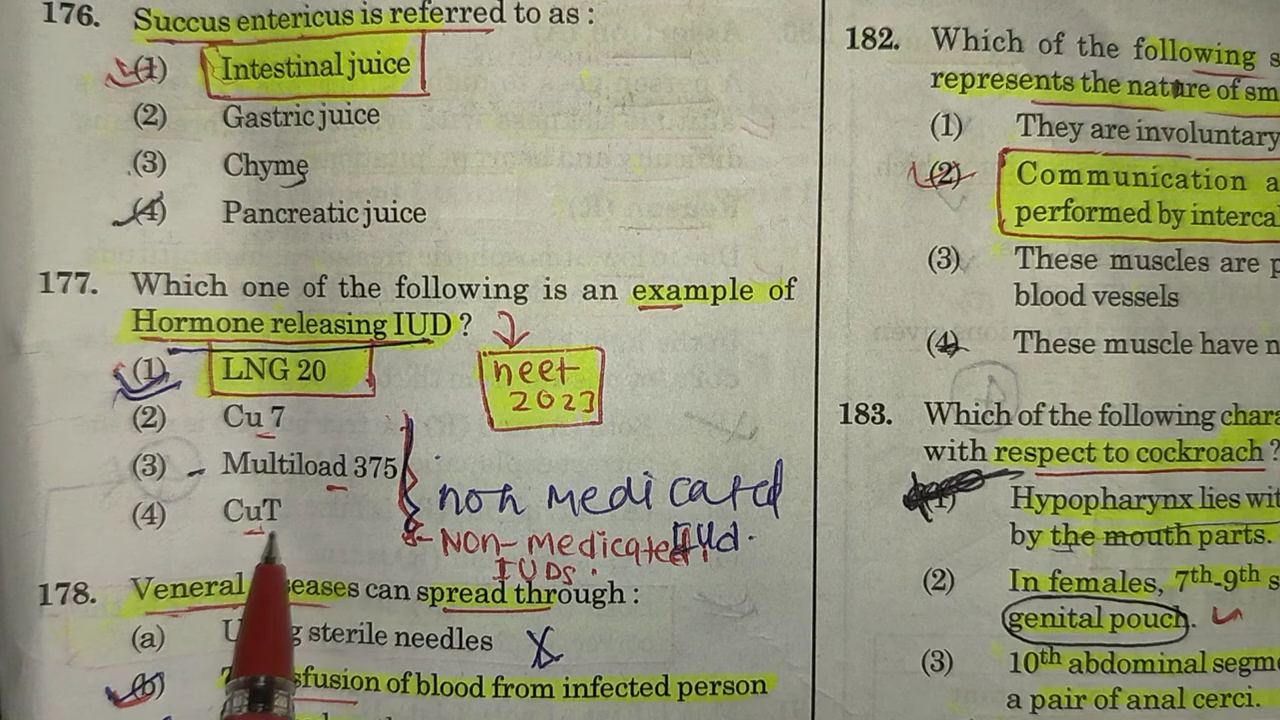 176. Succus entericus is referred to as :
(1) Intestinal juice
(2) Gastric juice
(3) Chyme
(4) Pancreatic juice
177. Which one of the following is an example of
Hormone releasing IUD ?
(1) LNG 20
neet
2023
(2) Cu 7
(3) Multiload 375
(4) CuT
non medicated
IUd.
Non-medicated
IUDs.
178. Veneral eases can spread through :
(a) sterile needles
(b) sfusion of blood from infected person
182. Which of the following s
represents the nature of sm
(1) They are involuntary
(2) Communication a
performed by interca
(3) These muscles are p
blood vessels
(4) These muscle have n
183. Which of the following chara
with respect to cockroach ?
(1) Hypopharynx lies wit
by the mouth parts.
(2) In females, 7th-9th s
genital pouch.
(3) 10th abdominal segme
a pair of anal cerci.